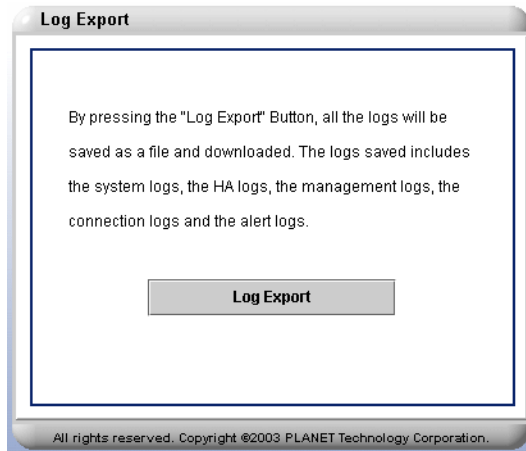 Log Export
By pressing the "Log Export" Button, all the logs will be
saved as a file and downloaded. The logs saved includes
the system logs, the HA logs, the management logs, the
connection logs and the alert logs.
Log Export
All rights reserved. Copyright ©2003 PLANET Technology Corporation.